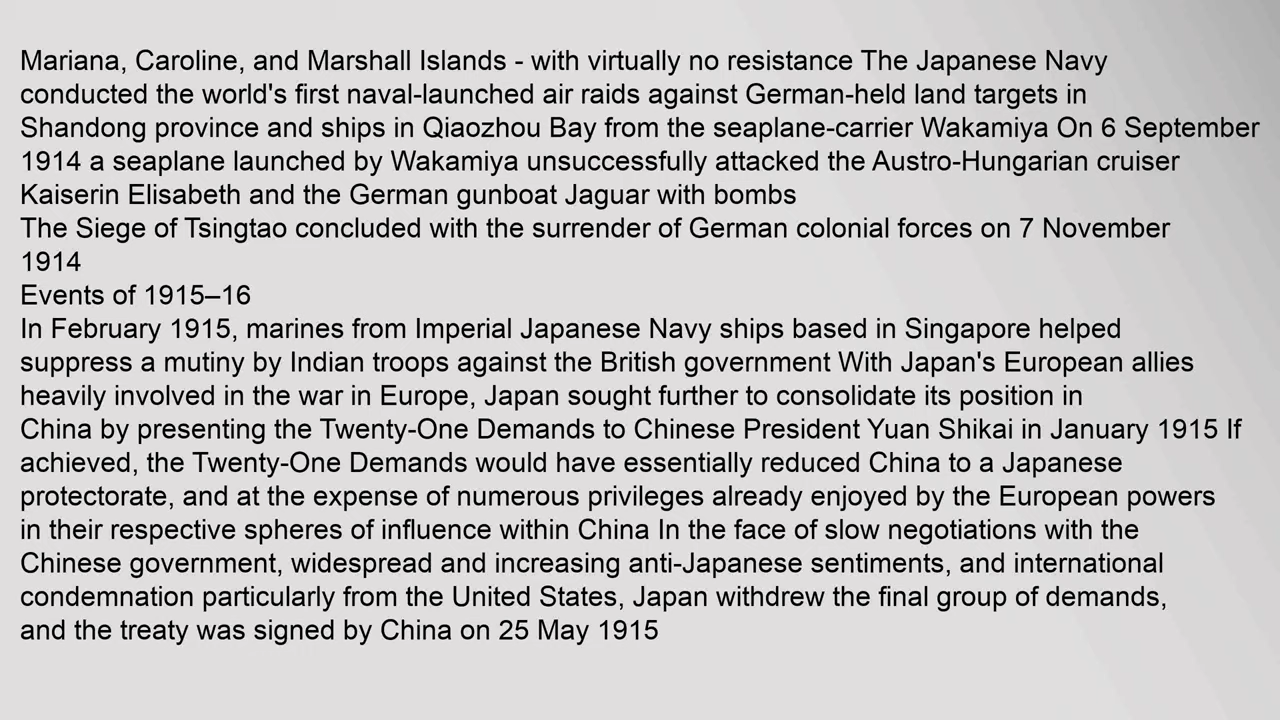 Mariana, Caroline, and Marshall Islands - with virtually no resistance The Japanese Navy
conducted the world's first naval-launched air raids against German-held land targets in
Shandong province and ships in Qiaozhou Bay from the seaplane-carrier Wakamiya On 6 September
1914 a seaplane launched by Wakamiya unsuccessfully attacked the Austro-Hungarian cruiser
Kaiserin Elisabeth and the German gunboat Jaguar with bombs
The Siege of Tsingtao concluded with the surrender of German colonial forces on 7 November
1914
Events of 1915–16
In February 1915, marines from Imperial Japanese Navy ships based in Singapore helped
suppress a mutiny by Indian troops against the British government With Japan's European allies
heavily involved in the war in Europe, Japan sought further to consolidate its position in
China by presenting the Twenty-One Demands to Chinese President Yuan Shikai in January 1915 If
achieved, the Twenty-One Demands would have essentially reduced China to a Japanese
protectorate, and at the expense of numerous privileges already enjoyed by the European powers
in their respective spheres of influence within China In the face of slow negotiations with the
Chinese government, widespread and increasing anti-Japanese sentiments, and international
condemnation particularly from the United States, Japan withdrew the final group of demands,
and the treaty was signed by China on 25 May 1915